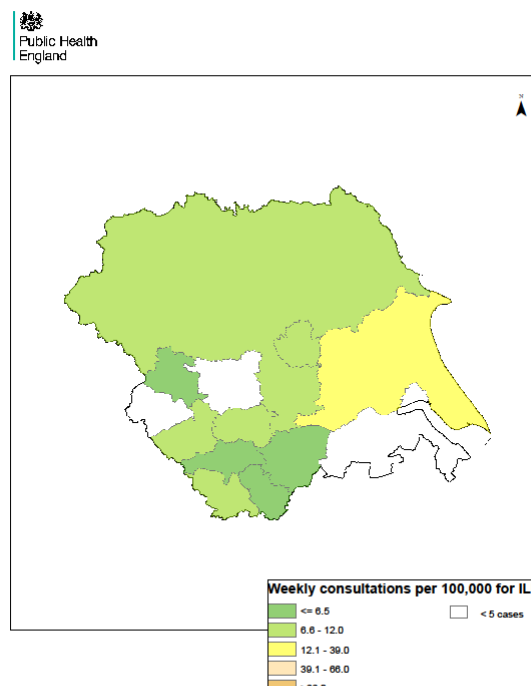 Public Health
England
N
Weekly consultations per 100,000 for IL
<= 6.5
< 5 cases
6.6 - 12.0
12.1 - 39.0
39.1 - 66.0